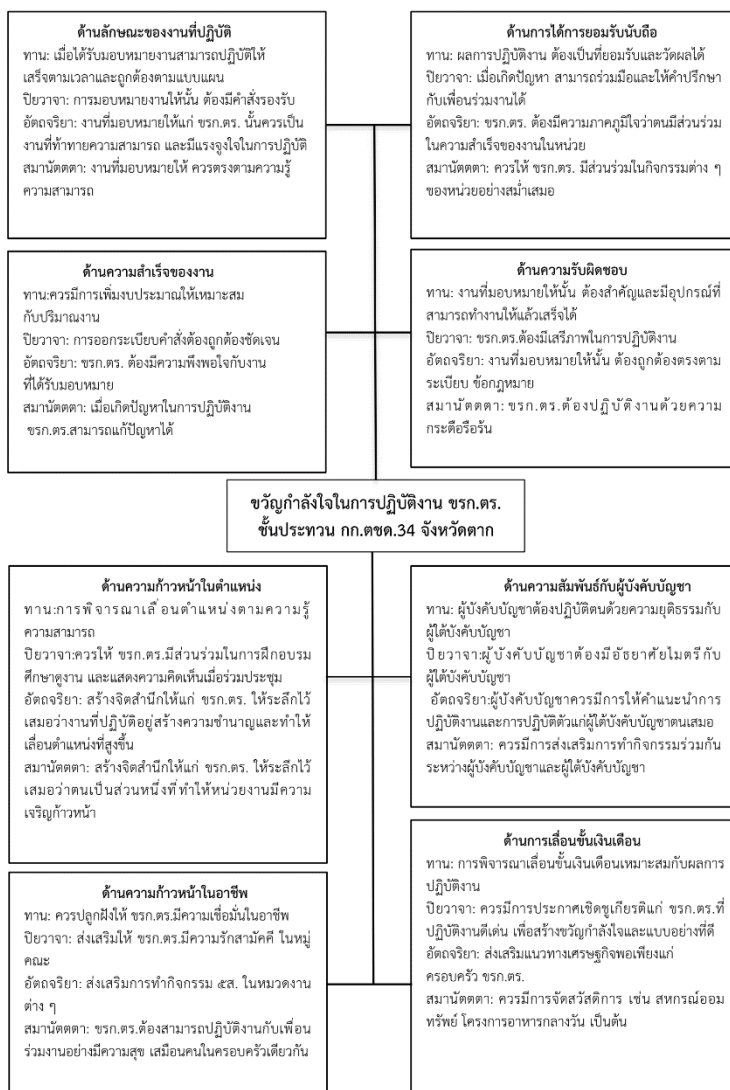 ด้านลักษณะของงานที่ปฏิบัติ
ทาน: เมื่อได้รับมอบหมายงานสามารถปฏิบัติให้
เสร็จตามเวลาและถูกต้องตามแบบแผน
ปิยวาจา: การมอบหมายงานให้นั้น ต้องมีคำสั่งรองรับ
อัตถจริยา: งานที่มอบหมายให้แก่ ขรก.ตร. นั้นควรเป็น
งานที่ท้าทายความสามารถ และมีแรงจูงใจในการปฏิบัติ
สมานัตตตา: งานที่มอบหมายให้ ควรตรงตามความรู้
ความสามารถ
ด้านการได้การยอมรับนับถือ
ทาน: ผลการปฏิบัติงาน ต้องเป็นที่ยอมรับและวัดผลได้
ปิยวาจา: เมื่อเกิดปัญหา สามารถร่วมมือและให้คำปรึกษา
กับเพื่อนร่วมงานได้
อัตถจริยา: ขรก.ตร. ต้องมีความภาคภูมิใจว่าตนมีส่วนร่วม
ในความสำเร็จของงานในหน่วย
สมานัตตตา: ควรให้ ขรก.ตร. มีส่วนร่วมในกิจกรรมต่าง ๆ
ของหน่วยอย่างสม่ำเสมอ
ด้านความสำเร็จของงาน
ทาน:ควรมีการเพิ่มงบประมาณให้เหมาะสม
กับปริมาณงาน
ปิยวาจา: การออกระเบียบคำสั่งต้องถูกต้องชัดเจน
อัตถจริยา: ขรก.ตร. ต้องมีความพึงพอใจกับงาน
ที่ได้รับมอบหมาย
สมานัตตตา: เมื่อเกิดปัญหาในการปฏิบัติงาน
ขรก.ตร.สามารถแก้ปัญหาได้
ด้านความรับผิดชอบ
ทาน: งานที่มอบหมายให้นั้น ต้องสำคัญและมีอุปกรณ์ที่
สามารถทำงานให้แล้วเสร็จได้
ปิยวาจา: ขรก.ตร.ต้องมีเสรีภาพในการปฏิบัติงาน
อัตถจริยา: งานที่มอบหมายให้นั้น ต้องถูกต้องตรงตาม
ระเบียบ ข้อกฎหมาย
สมานัตตตา: ขรก.ตร.ต้องปฏิบัติงานด้วยความ
กระตือรือร้น
ขวัญกำลังใจในการปฏิบัติงาน ขรก.ตร.
ชั้นประทวน กก.ตชด.34 จังหวัดตาก
ด้านความก้าวหน้าในตำแหน่ง
ทาน:การพิจารณาเลื่อนตำแหน่งตามความรู้
ความสามารถ
ปิยวาจา:ควรให้ ขรก.ตร.มีส่วนร่วมในการฝึกอบรม
ศึกษาดูงาน และแสดงความคิดเห็นเมื่อร่วมประชุม
อัตถจริยา: สร้างจิตสำนึกให้แก่ ขรก.ตร. ให้ระลึกไว้
เสมอว่างานที่ปฏิบัติอยู่สร้างความชำนาญและทำให้
เลื่อนตำแหน่งที่สูงขึ้น
สมานัตตตา: สร้างจิตสำนึกให้แก่ ขรก.ตร. ให้ระลึกไว้
เสมอว่าตนเป็นส่วนหนึ่งที่ทำให้หน่วยงานมีความ
เจริญก้าวหน้า
ด้านความสัมพันธ์กับผู้บังคับบัญชา
ทาน: ผู้บังคับบัญชาต้องปฏิบัติตนด้วยความยุติธรรมกับ
ผู้ใต้บังคับบัญชา
ปิยวาจา:ผู้บังคับบัญชาต้องมีอัธยาศัยไมตรีกับ
ผู้ใต้บังคับบัญชา
อัตถจริยา:ผู้บังคับบัญชาควรมีการให้คำแนะนำการ
ปฏิบัติงานและการปฏิบัติตัวแก่ผู้ใต้บังคับบัญชาตนเสมอ
สมานัตตตา: ควรมีการส่งเสริมการทำกิจกรรมร่วมกัน
ระหว่างผู้บังคับบัญชาและผู้ใต้บังคับบัญชา
ด้านความก้าวหน้าในอาชีพ
ทาน: ควรปลูกฝังให้ ขรก.ตร.มีความเชื่อมั่นในอาชีพ
ปิยวาจา: ส่งเสริมให้ ขรก.ตร.มีความรักสามัคคี ในหมู่
คณะ
อัตถจริยา: ส่งเสริมการทำกิจกรรม ๕ส. ในหมวดงาน
ต่าง ๆ
สมานัตตตา: ขรก.ตร.ต้องสามารถปฏิบัติงานกับเพื่อน
ร่วมงานอย่างมีความสุข เสมือนคนในครอบครัวเดียวกัน
ด้านการเลื่อนขั้นเงินเดือน
ทาน: การพิจารณาเลื่อนขั้นเงินเดือนเหมาะสมกับผลการ
ปฏิบัติงาน
ปิยวาจา: ควรมีการประกาศเชิดชูเกียรติแก่ ขรก.ตร.ที่
ปฏิบัติงานดีเด่น เพื่อสร้างขวัญกำลังใจและแบบอย่างที่ดี
อัตถจริยา: ส่งเสริมแนวทางเศรษฐกิจพอเพียงแก่
ครอบครัว ขรก.ตร.
สมานัตตตา: ควรมีการจัดสวัสดิการ เช่น สหกรณ์ออม
ทรัพย์ โครงการอาหารกลางวัน เป็นต้น